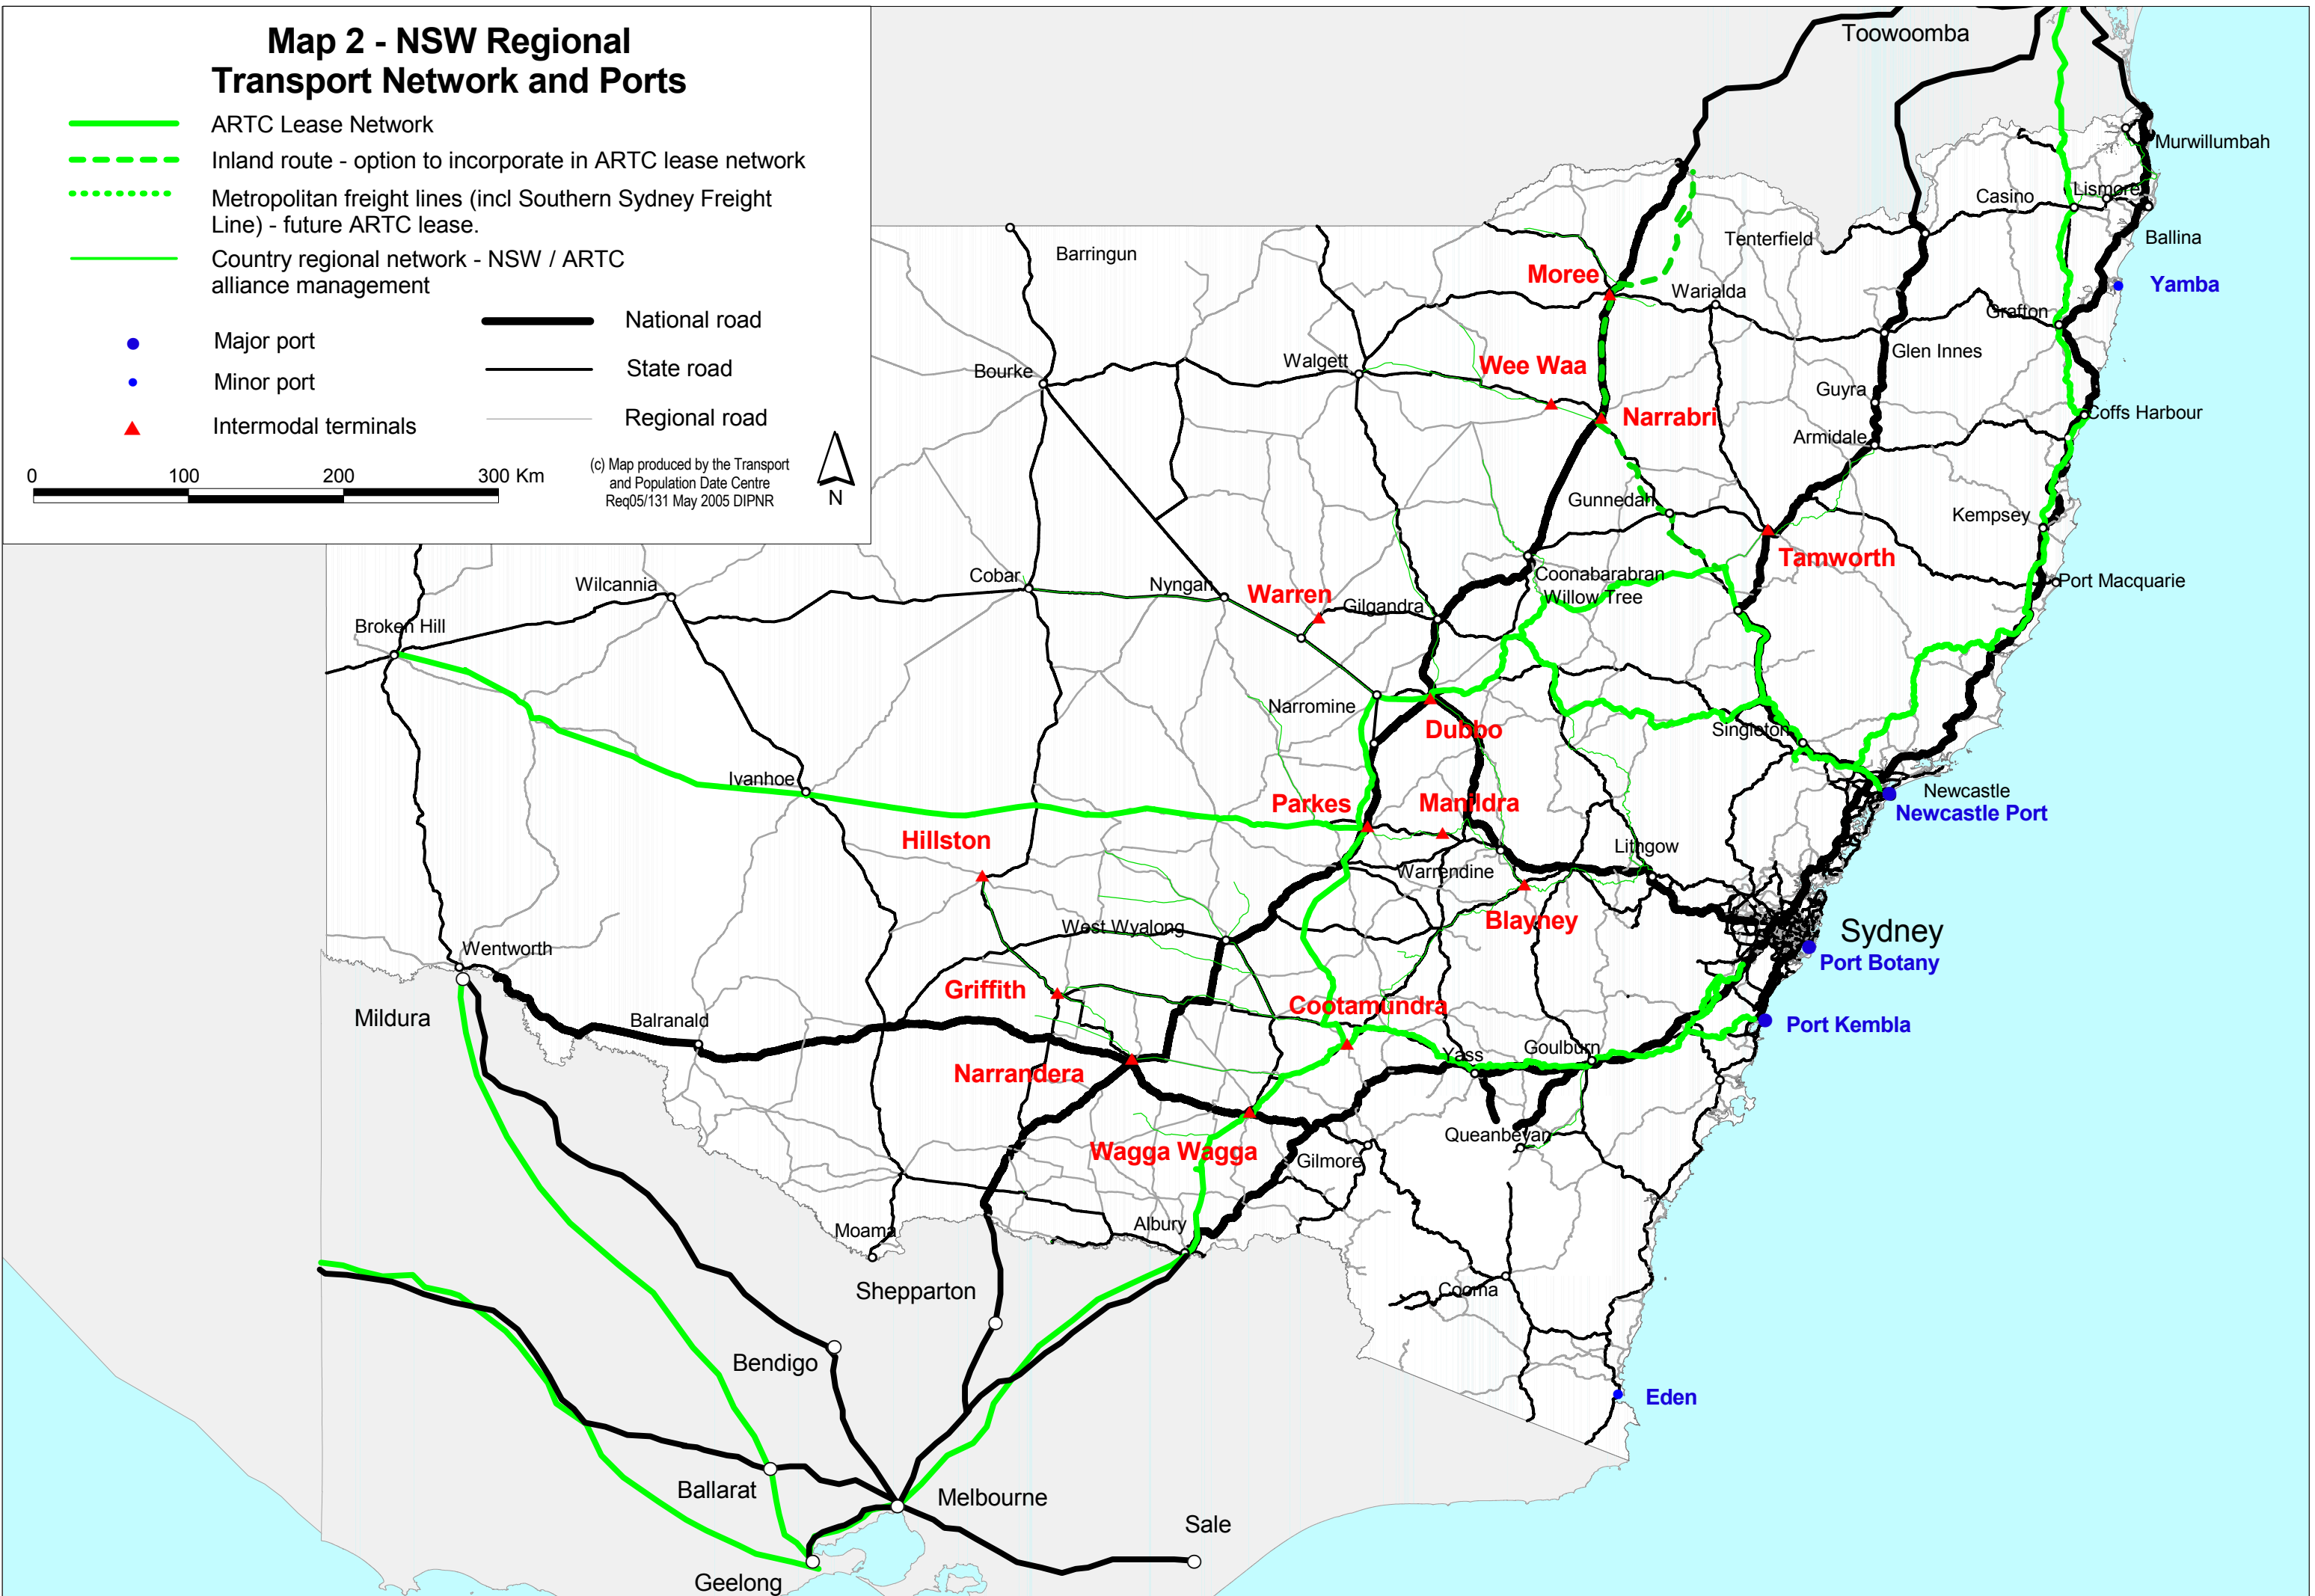 Map 2 - NSW Regional
Transport Network and Ports
ARTC Lease Network
Inland route - option to incorporate in ARTC lease network
Metropolitan freight lines (incl Southern Sydney Freight
Line) - future ARTC lease.
Country regional network - NSW / ARTC
alliance management
Major port
Minor port
Intermodal terminals
National road
State road
Regional road
0 100 200 300 Km
(c) Map produced by the Transport
and Population Date Centre
Req05/131 May 2005 DIPNR
N
Toowoomba
Murwillumbah
Lismore
Casino
Ballina
Tenterfield
Barringun
Moree
Yamba
Warialda
Grafton
Glen Innes
Wee Waa
Walgett
Bourke
Guyra
Narrabri
Coffs Harbour
Armidale
Gunnedah
Kempsey
Tamworth
Coonabarabran
Willow Tree
Port Macquarie
Cobar
Nyngan
Wilcannia
Warren
Gilgandra
Broken Hill
Narromine
Dubbo
Singleton
Ivanhoe
Newcastle
Newcastle Port
Parkes
Manildra
Hillston
Lithgow
Warrendine
Blayney
West Wyalong
Sydney
Port Botany
Wentworth
Griffith
Cootamundra
Mildura
Balranald
Port Kembla
Yass
Goulburn
Narrandera
Queanbeyan
Wagga Wagga
Gilmore
Albury
Moama
Shepparton
Cooma
Bendigo
Eden
Ballarat
Melbourne
Sale
Geelong